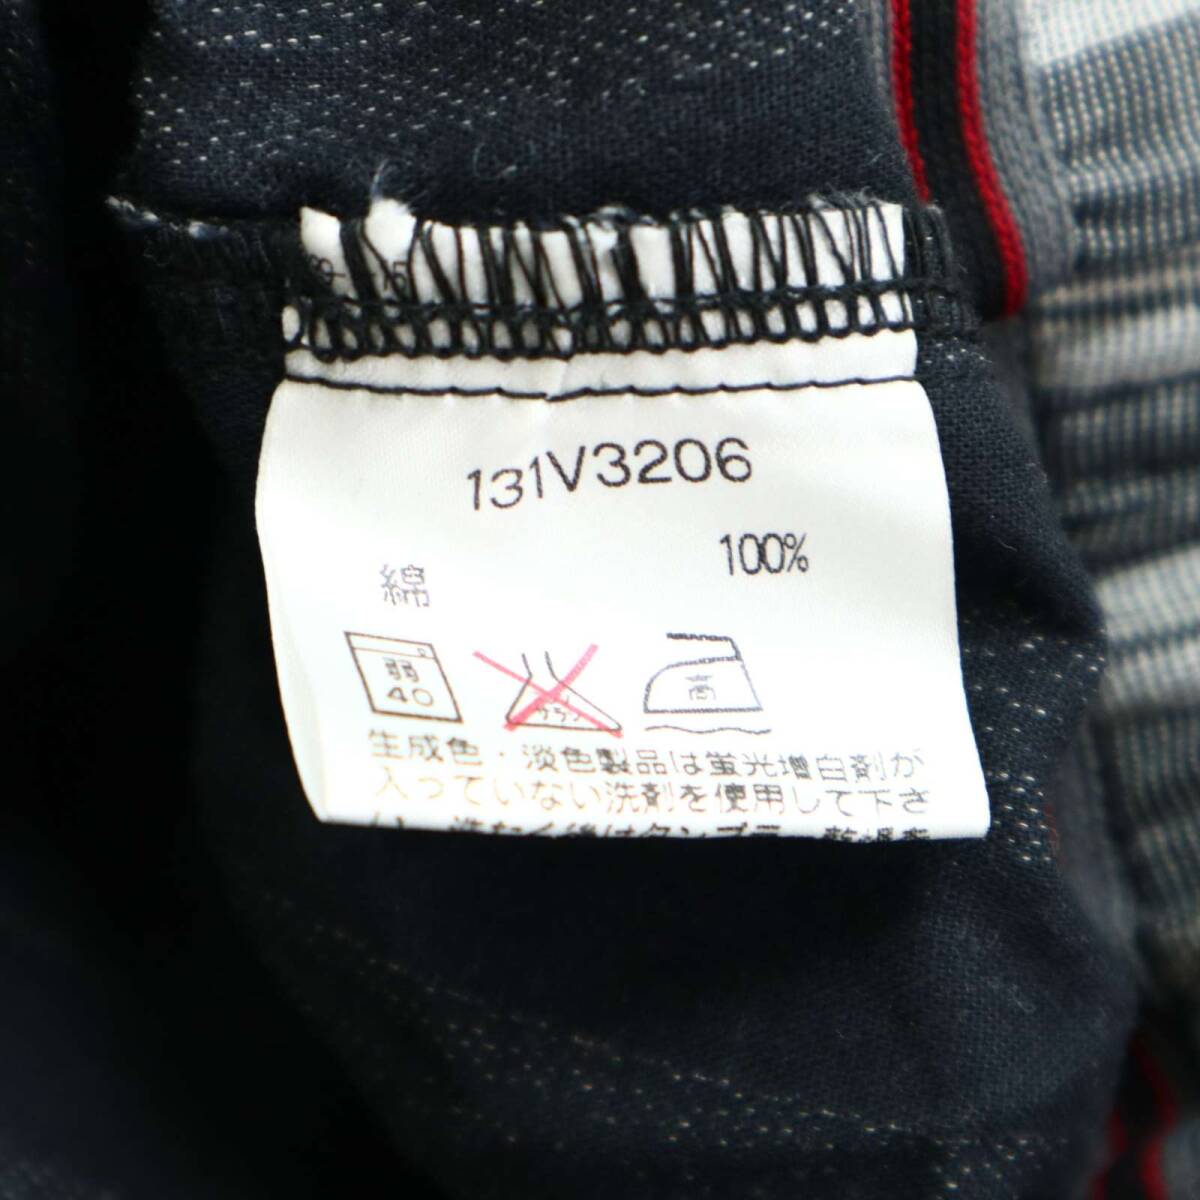 131V3206
綿 100%
弱
40
高
生成色・淡色製品は蛍光増白剤が
入っていない洗剤を使用して下さ